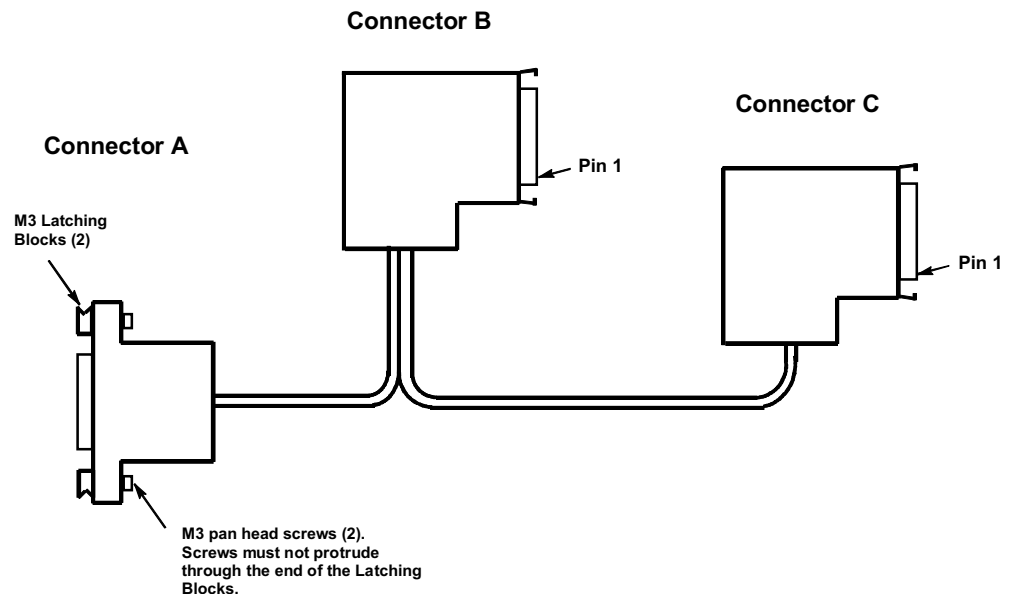 Connector B
Connector C
Connector A
Pin 1
M3 Latching
Blocks (2)
Pin 1
M3 pan head screws (2).
Screws must not protrude
through the end of the Latching
Blocks.